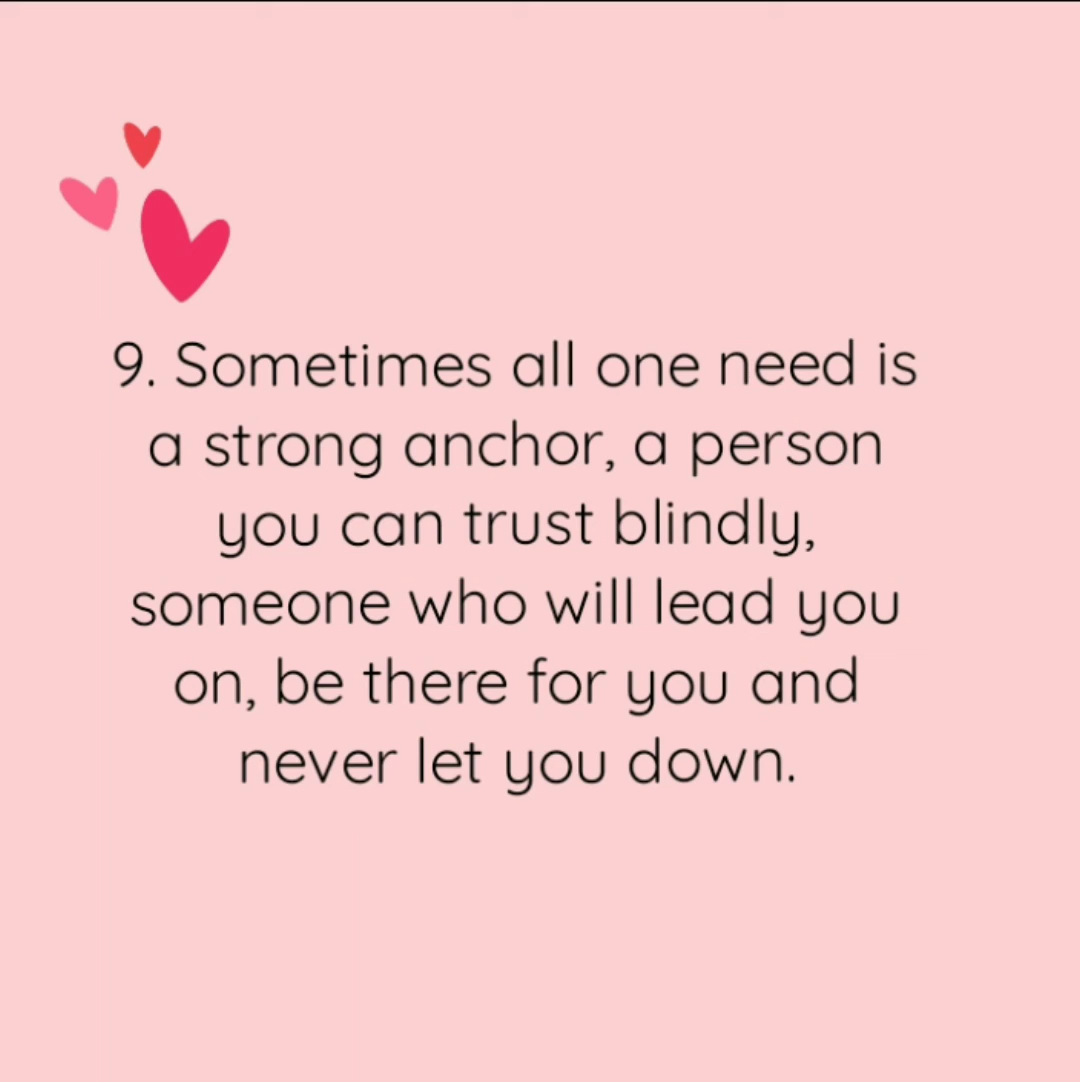 9. Sometimes all one need is
a strong anchor, a person
you can trust blindly,
someone who will lead you
on, be there for you and
never let you down.